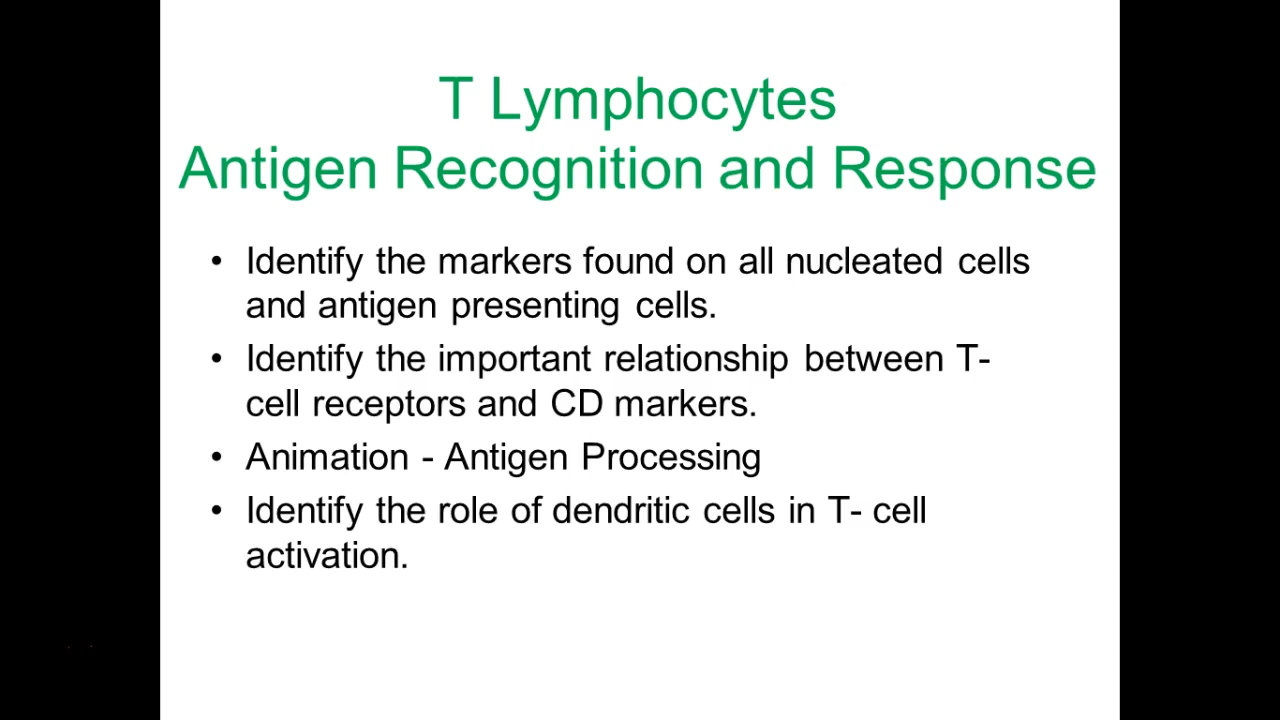 T Lymphocytes
Antigen Recognition and Response
• Identify the markers found on all nucleated cells
and antigen presenting cells.
• Identify the important relationship between T-
cell receptors and CD markers.
• Animation - Antigen Processing
• Identify the role of dendritic cells in T- cell
activation.